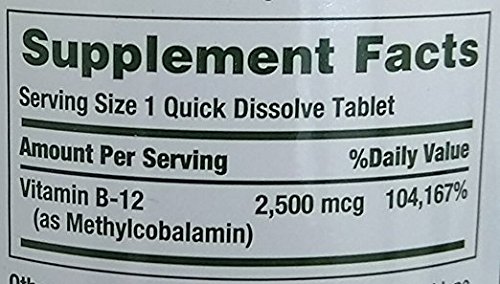 Supplement Facts
Serving Size 1 Quick Dissolve Tablet
Amount Per Serving %Daily Value
Vitamin B-12 2,500 mcg 104,167%
(as Methylcobalamin)